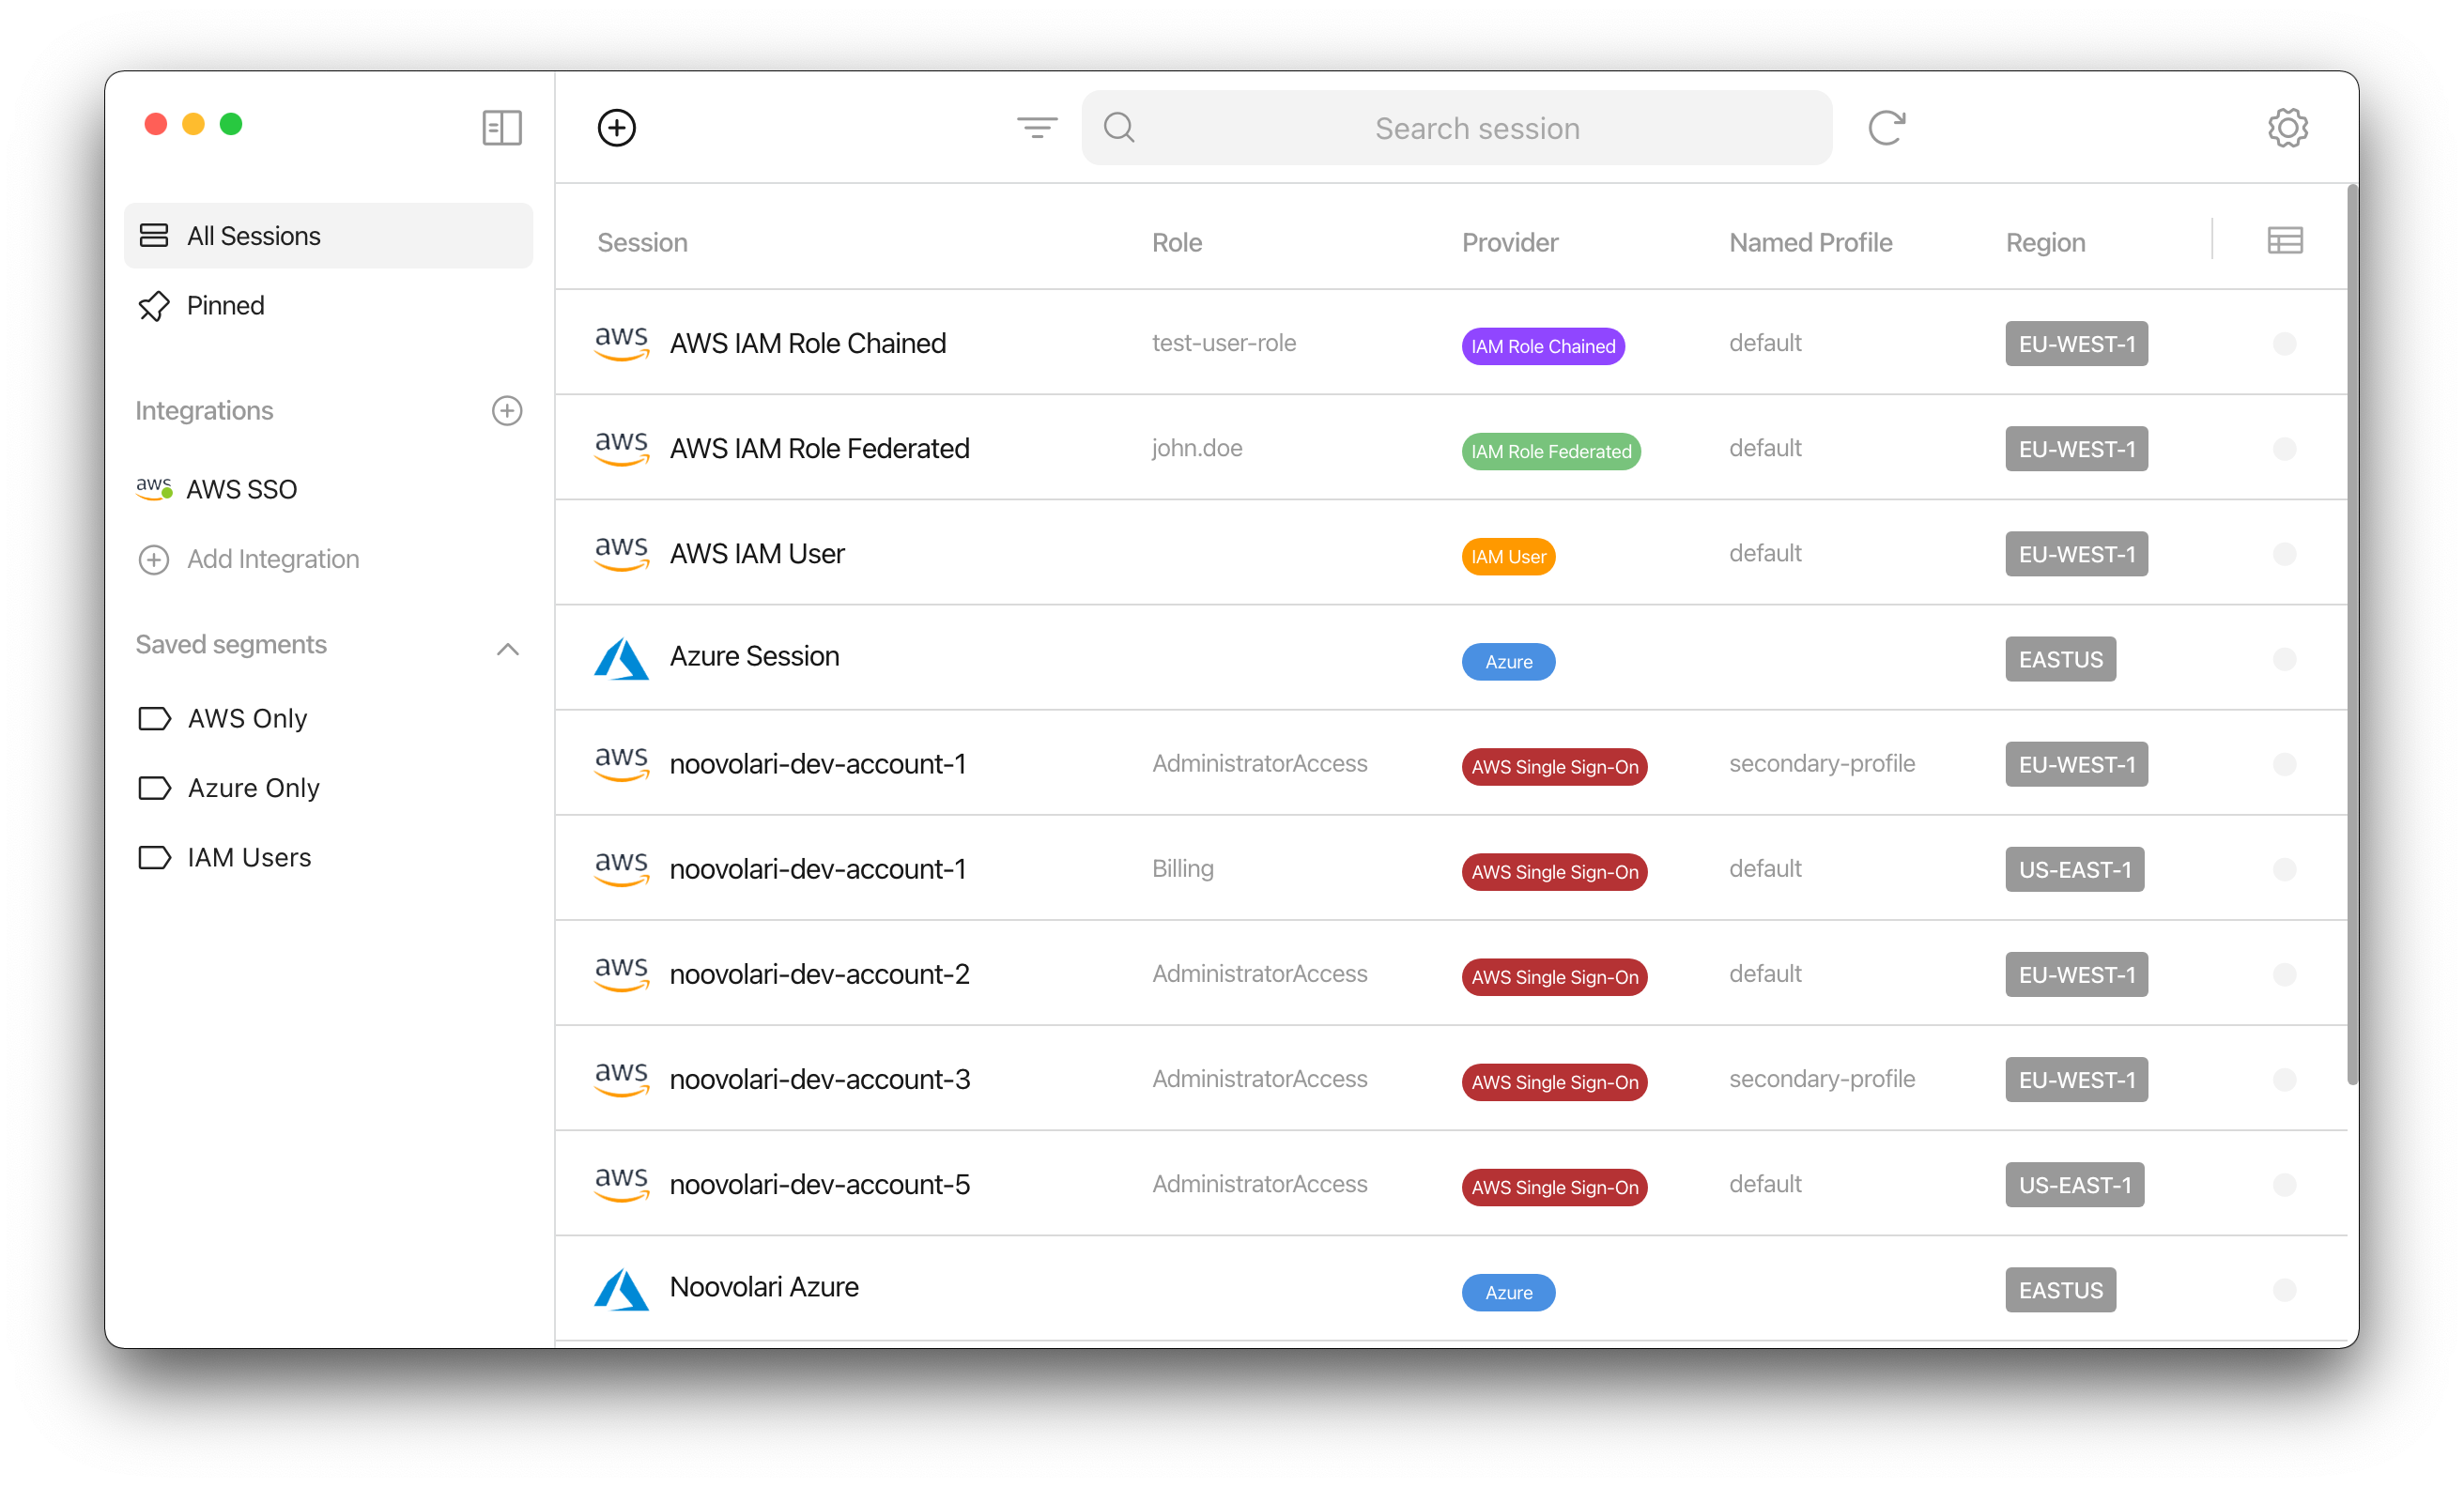 Search session
All Sessions
Pinned
Integrations
aws AWS SSO
Add Integration
Saved segments
AWS Only
Azure Only
IAM Users
Session Role Provider Named Profile Region
aws AWS IAM Role Chained test-user-role IAM Role Chained default EU-WEST-1
aws AWS IAM Role Federated john.doe IAM Role Federated default EU-WEST-1
aws AWS IAM User IAM User default EU-WEST-1
Azure Session Azure EASTUS
aws noovolari-dev-account-1 AdministratorAccess AWS Single Sign-On secondary-profile EU-WEST-1
aws noovolari-dev-account-1 Billing AWS Single Sign-On default US-EAST-1
aws noovolari-dev-account-2 AdministratorAccess AWS Single Sign-On default EU-WEST-1
aws noovolari-dev-account-3 AdministratorAccess AWS Single Sign-On secondary-profile EU-WEST-1
aws noovolari-dev-account-5 AdministratorAccess AWS Single Sign-On default US-EAST-1
Noovolari Azure Azure EASTUS